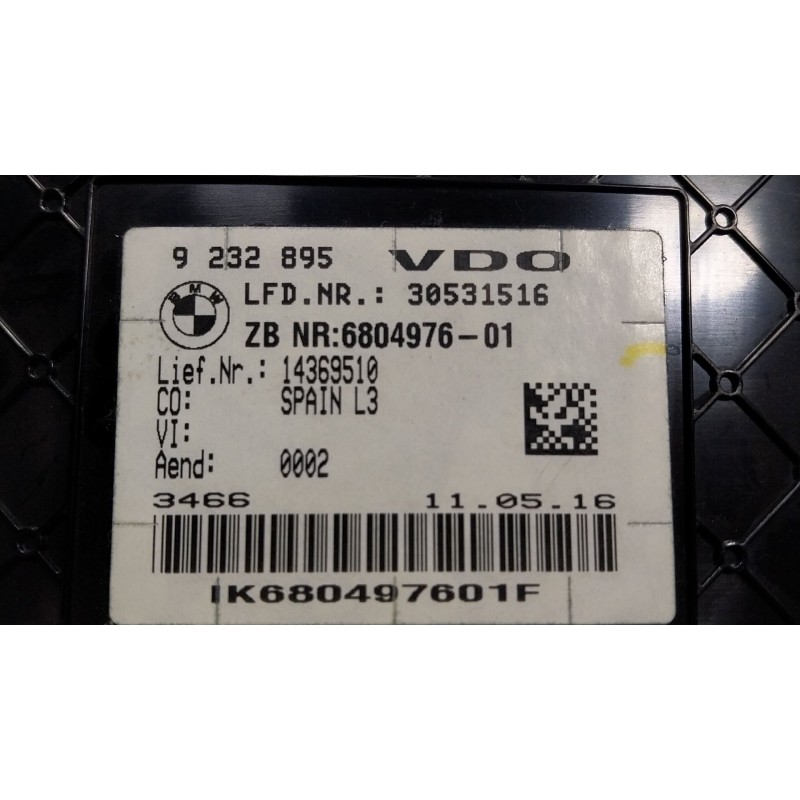 9 232 895 VDO
BMW
LFD.NR.: 30531516
ZB NR:6804976-01
Lief.Nr.: 14369510
CO: SPAIN L3
VI:
Aend: 0002
3466 11.05.16
IK680497601F